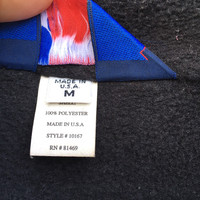 MADE IN
U.S.A.
M
100% POLYESTER
MADE IN U.S.A
STYLE # 10167
RN # 81469